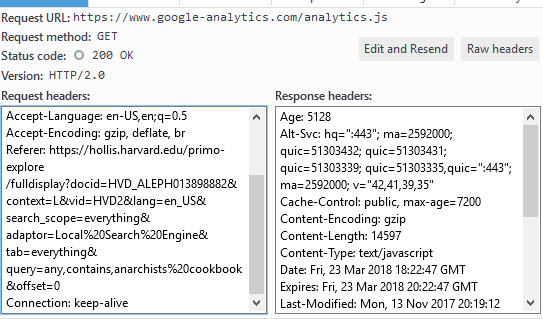 Request URL: https://www.google-analytics.com/analytics.js
Request method: GET
Status code: 200 OK
Edit and Resend
Raw headers
Version: HTTP/2.0
Request headers:
Accept-Language: en-US,en;q=0.5
Accept-Encoding: gzip, deflate, br
Referer: https://hollis.harvard.edu/primo-
explore
/fulldisplay?docid=HVD_ALEPH013898882&
context=L&vid=HVD2&lang=en_US&
search_scope=everything&
adaptor=Local%20Search%20Engine&
tab=everything&
query=any,contains,anarchists%20cookbook
&offset=0
Connection: keep-alive
Response headers:
Age: 5128
Alt-Svc: hq=":443"; ma=2592000;
quic=51303432; quic=51303431;
quic=51303339; quic=51303335,quic=":443";
ma=2592000; v="42,41,39,35"
Cache-Control: public, max-age=7200
Content-Encoding: gzip
Content-Length: 14597
Content-Type: text/javascript
Date: Fri, 23 Mar 2018 18:22:47 GMT
Expires: Fri, 23 Mar 2018 20:22:47 GMT
Last-Modified: Mon, 13 Nov 2017 20:19:12